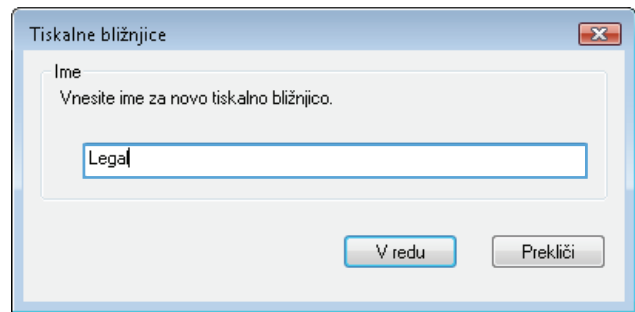 Tiskalne bližnjice
Ime
Vnesite ime za novo tiskalno bližnjico.
Legal
V redu
Prekliči